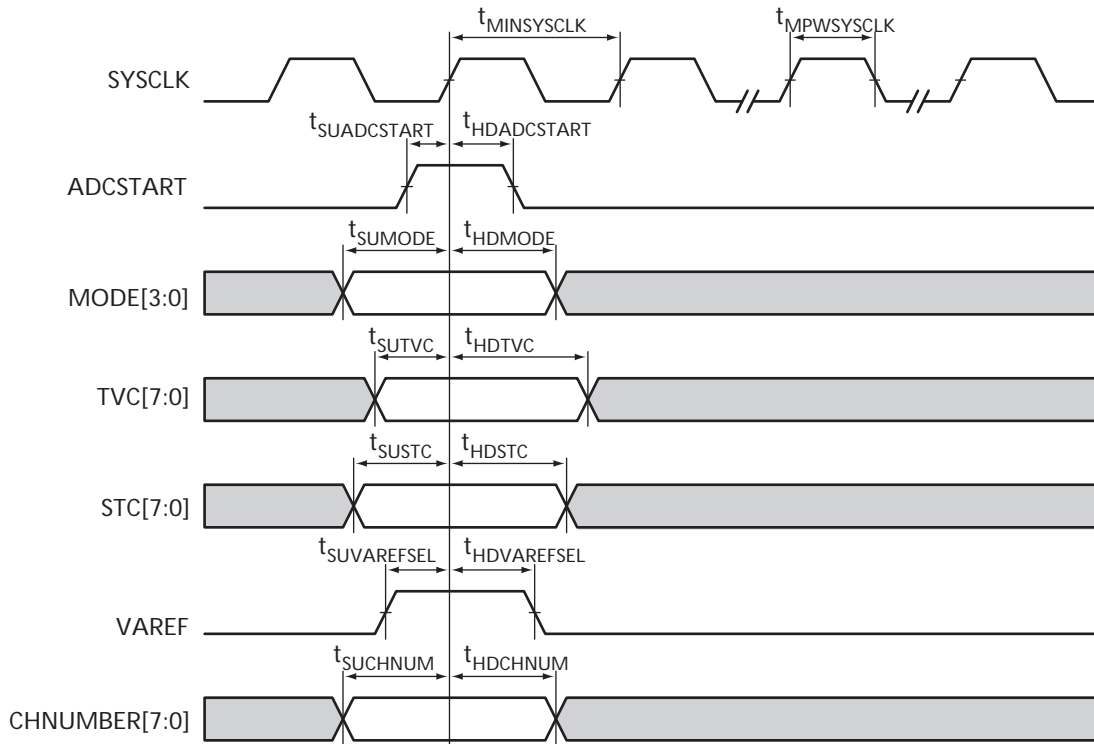 tMINSYSCLK tMPWSYSCLK
SYSCLK
tSUADCSTART tHDADCSTART
ADCSTART
tSUMODE tHDMODE
MODE[3:0]
tSUTVC tHDTVC
TVC[7:0]
tSUSTC tHDSTC
STC[7:0]
tSUVAREFSEL tHDVAREFSEL
VAREF
tSUCHNUM tHDCHNUM
CHNUMBER[7:0]